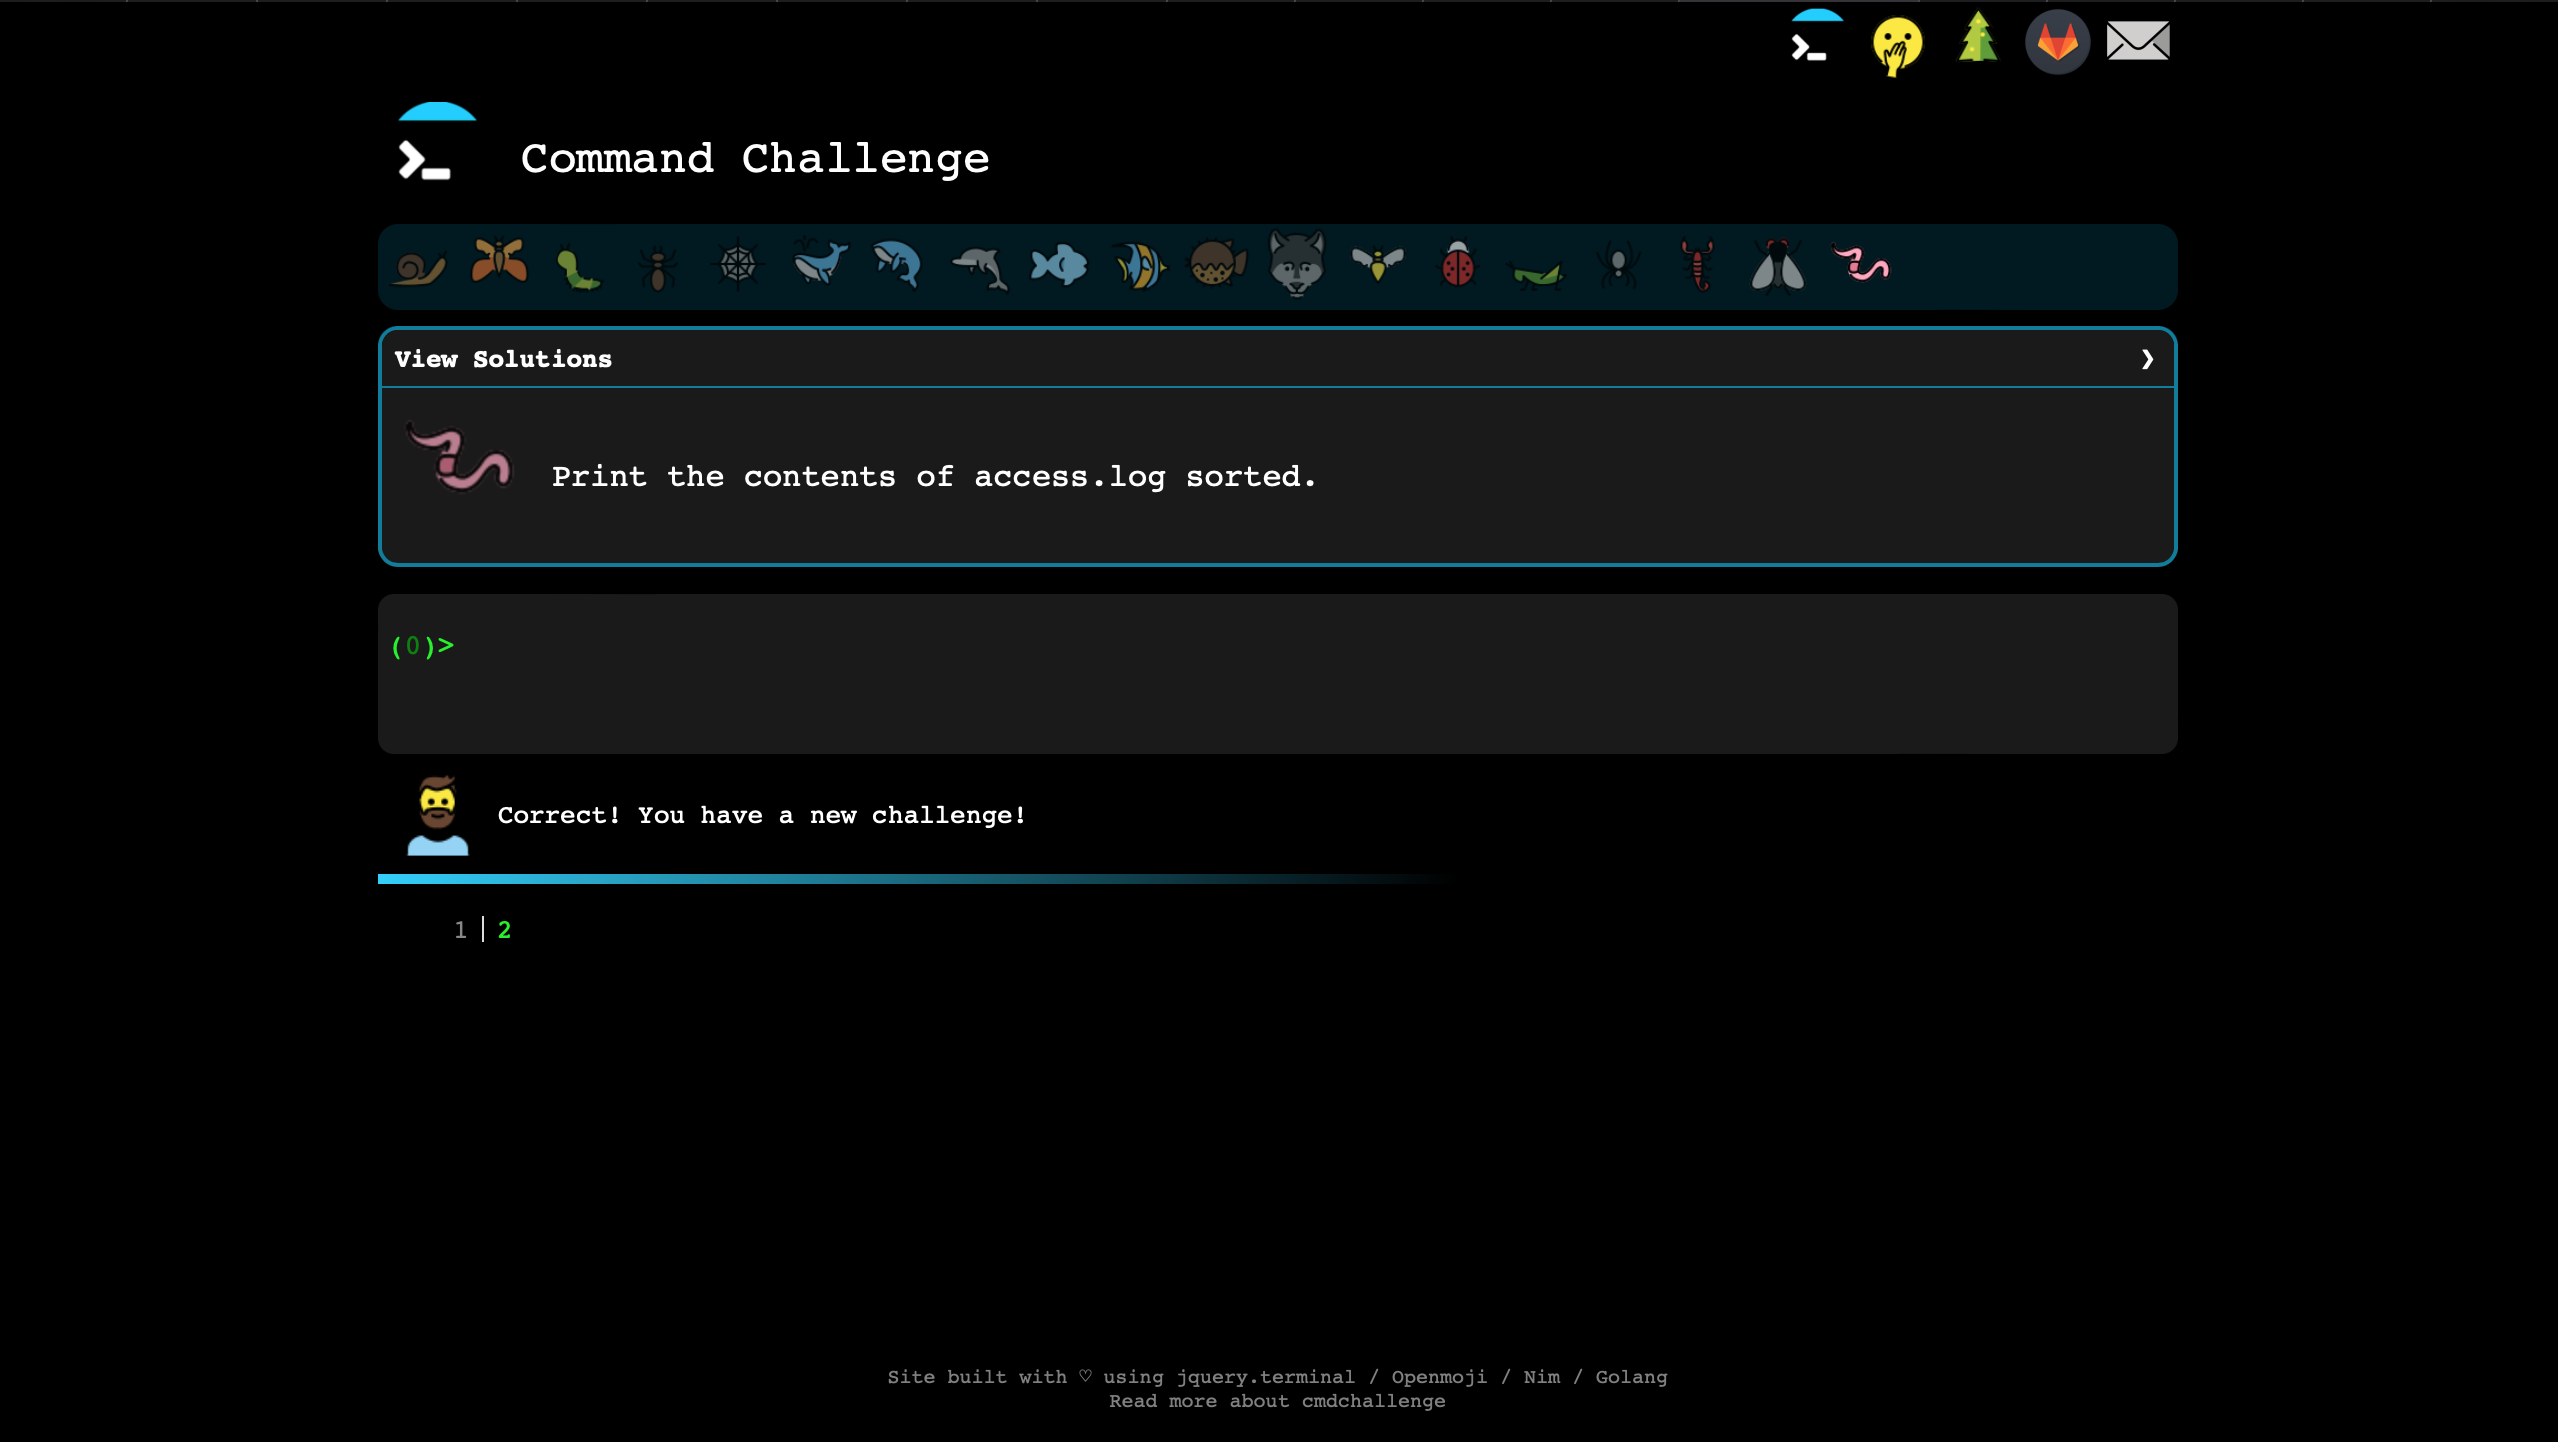 Command Challenge
View Solutions ❯
Print the contents of access.log sorted.
(0)>
Correct! You have a new challenge!
1 | 2
Site built with ♡ using jquery.terminal / Openmoji / Nim / Golang
Read more about cmdchallenge